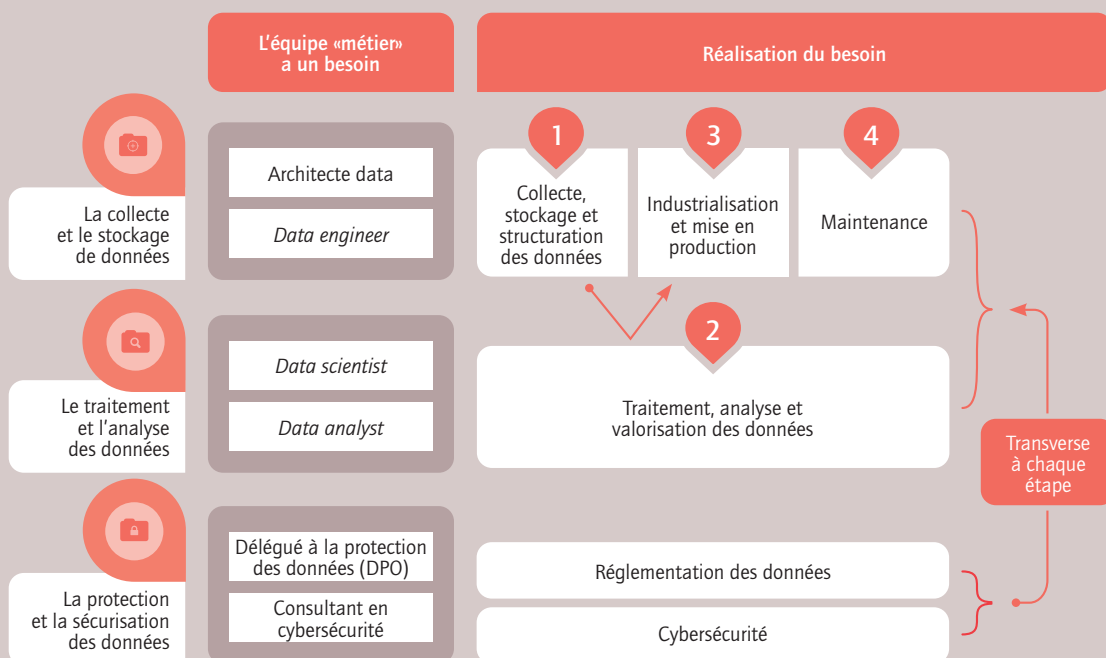 L'équipe «métier»
a un besoin
Réalisation du besoin
La collecte
et le stockage
de données
Architecte data
Data engineer
1
Collecte,
stockage et
structuration
des données
3
Industrialisation
et mise en
production
4
Maintenance
Le traitement
et l'analyse
des données
Data scientist
Data analyst
2
Traitement, analyse et
valorisation des données
Transverse
à chaque
étape
La protection
et la sécurisation
des données
Délégué à la protection
des données (DPO)
Consultant en
cybersécurité
Réglementation des données
Cybersécurité